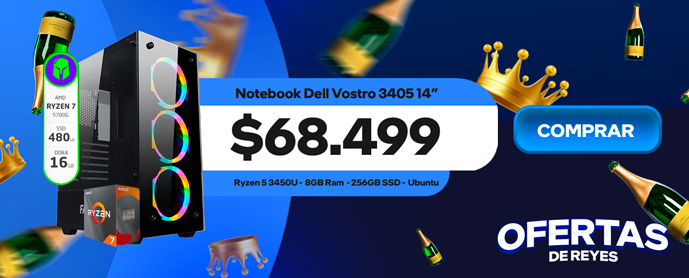 AMD
RYZEN 7
5700G
SSD
480GB
DDR4
16GB
RYZEN
7
Notebook Dell Vostro 3405 14”
$68.499
Ryzen 5 3450U - 8GB Ram - 256GB SSD - Ubuntu
COMPRAR
OFERTAS
DE REYES